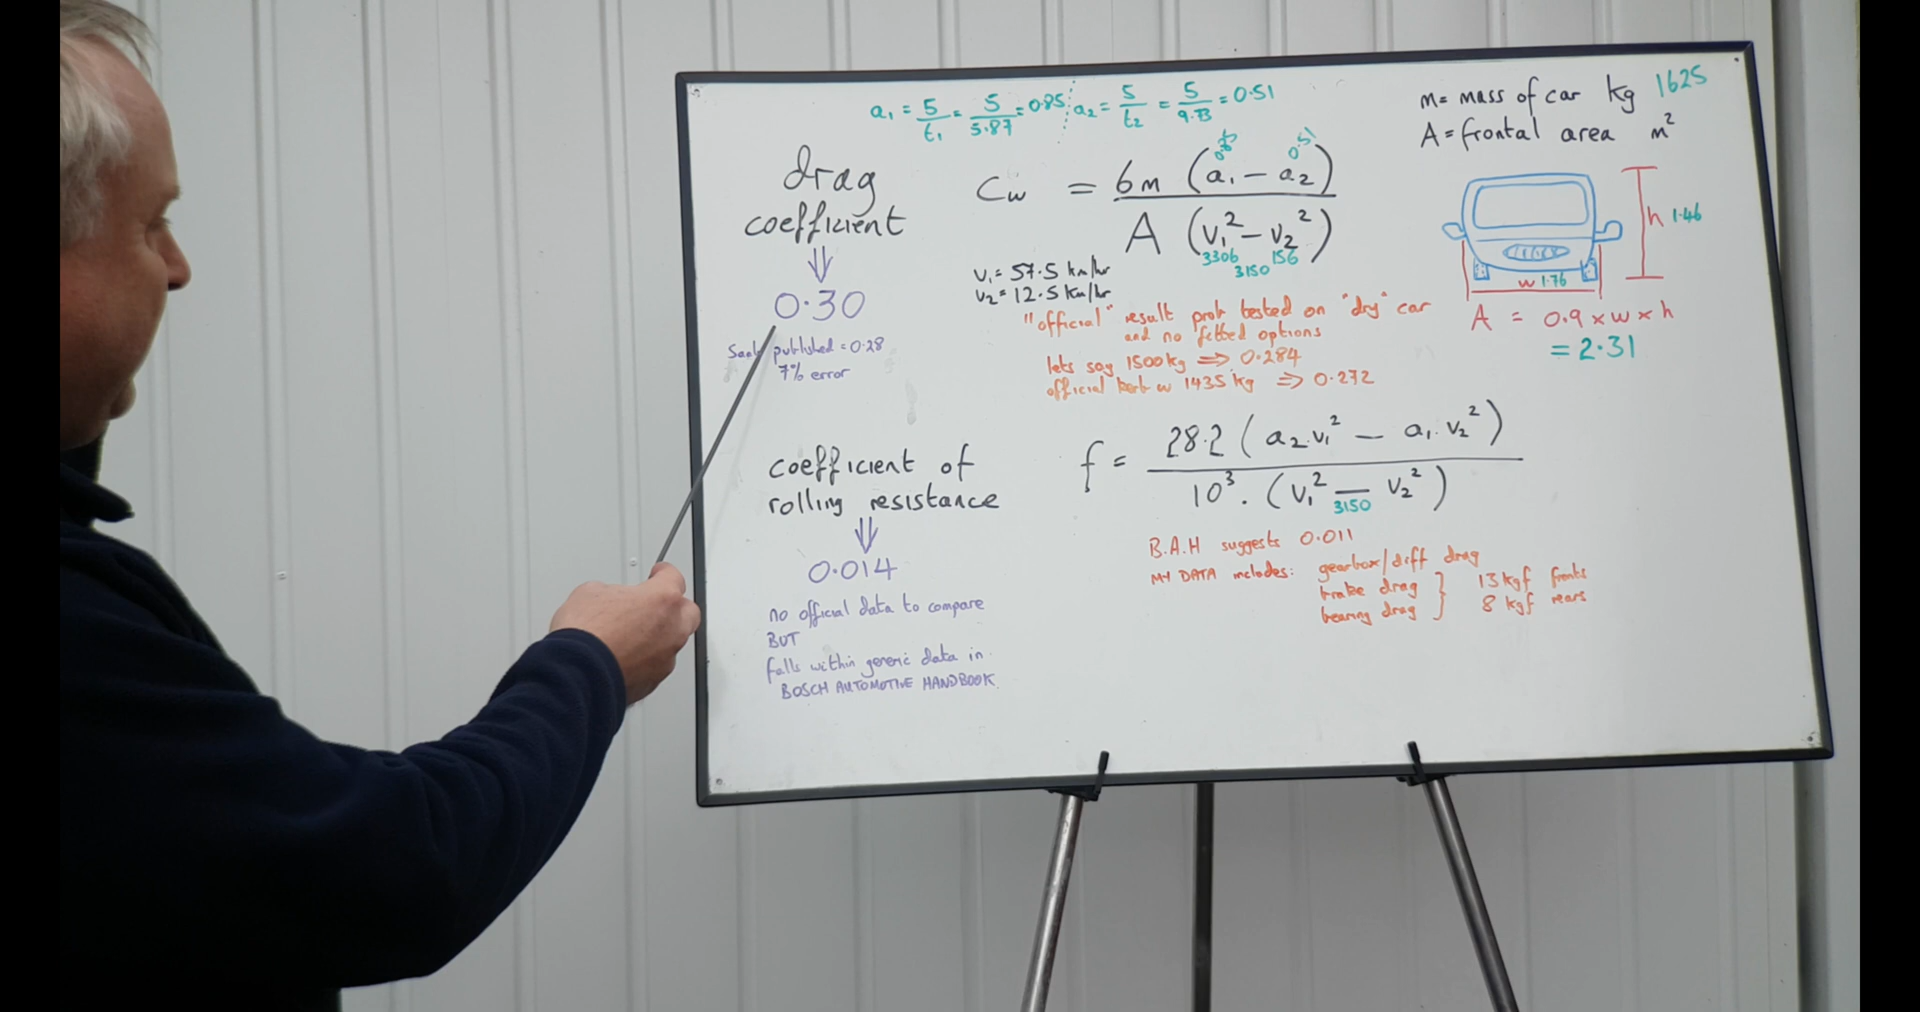 a₁ = 5/t₁ = 5/5.87 = 0.85 a₂ = 5/t₂ = 5/9.73 = 0.51
m = mass of car kg 1625
A = frontal area m²
drag
coefficient
⇓
0.30
Saab published = 0.28
7% error
Cw = 6m (a₁ − a₂) / A (v₁² − v₂²)
0.51
3306 156
3150
v₁ = 57.5 km/hr
v₂ = 12.5 km/hr
h 1.46
w 1.76
A = 0.9 x w x h
= 2.31
"official" result prob tested on "dry" car
and no fitted options
lets say 1500kg ⇒ 0.284
official kerb w 1435 kg ⇒ 0.272
coefficient of
rolling resistance
⇓
0.014
no official data to compare
BUT
falls within generic data in
BOSCH AUTOMOTIVE HANDBOOK
f = 28.2 (a₂.v₁² − a₁.v₂²) / 10³. (v₁² − v₂²)
3150
B.A.H suggests 0.011
MY DATA includes: gearbox/diff drag
brake drag } 13 kgf fronts
bearing drag } 8 kgf rears